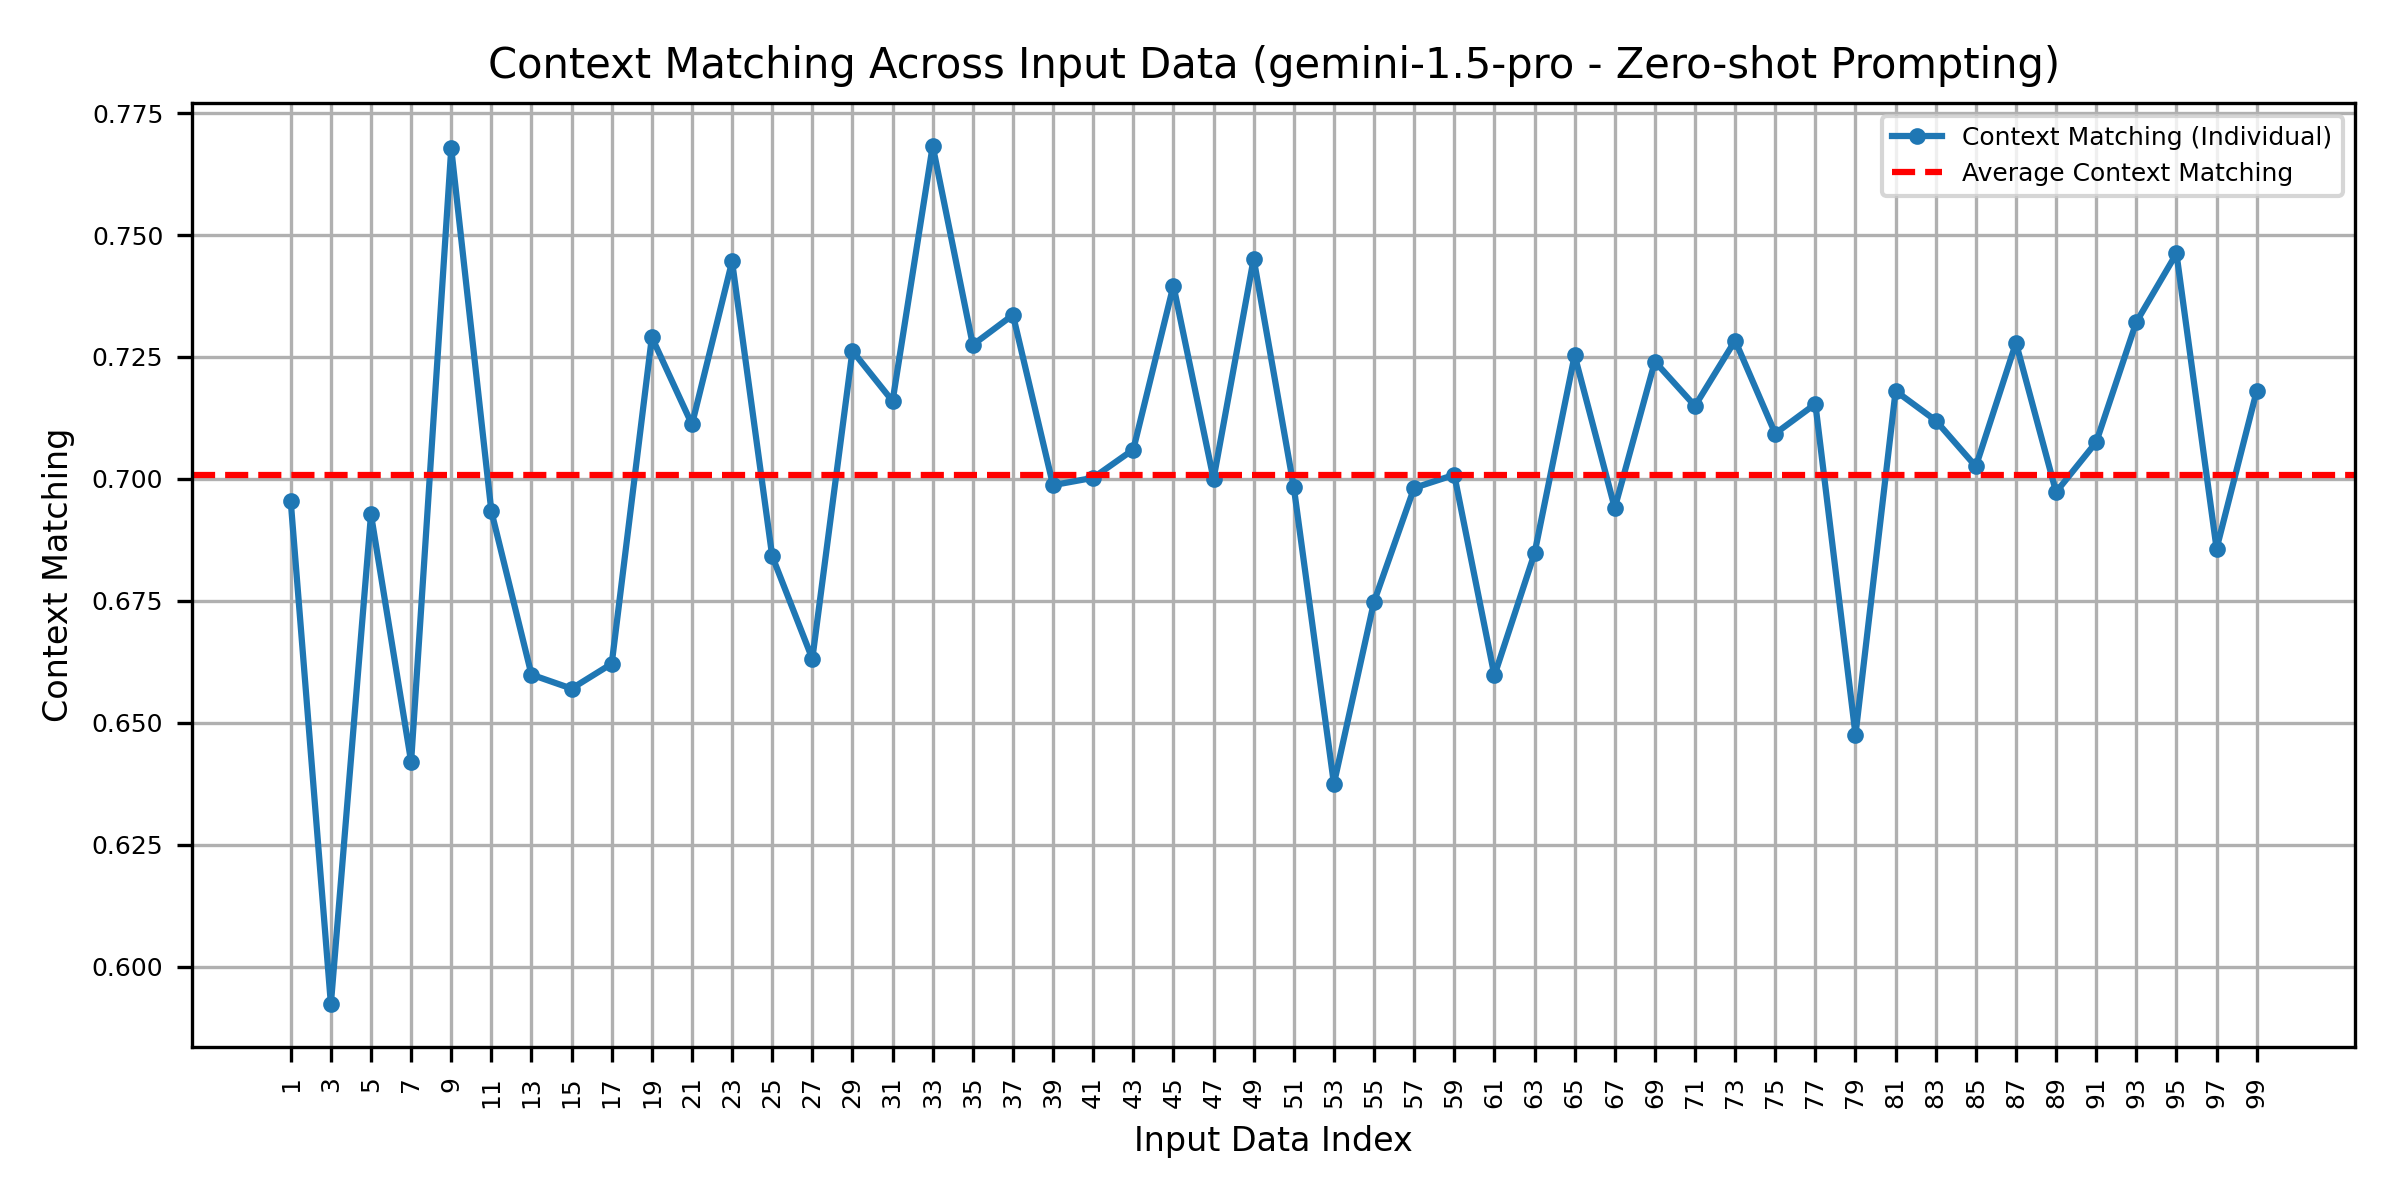 Context Matching Across Input Data (gemini-1.5-pro - Zero-shot Prompting)
Context Matching (Individual)
Average Context Matching
Context Matching
0.775
0.750
0.725
0.700
0.675
0.650
0.625
0.600
1 3 5 7 9 11 13 15 17 19 21 23 25 27 29 31 33 35 37 39 41 43 45 47 49 51 53 55 57 59 61 63 65 67 69 71 73 75 77 79 81 83 85 87 89 91 93 95 97 99
Input Data Index